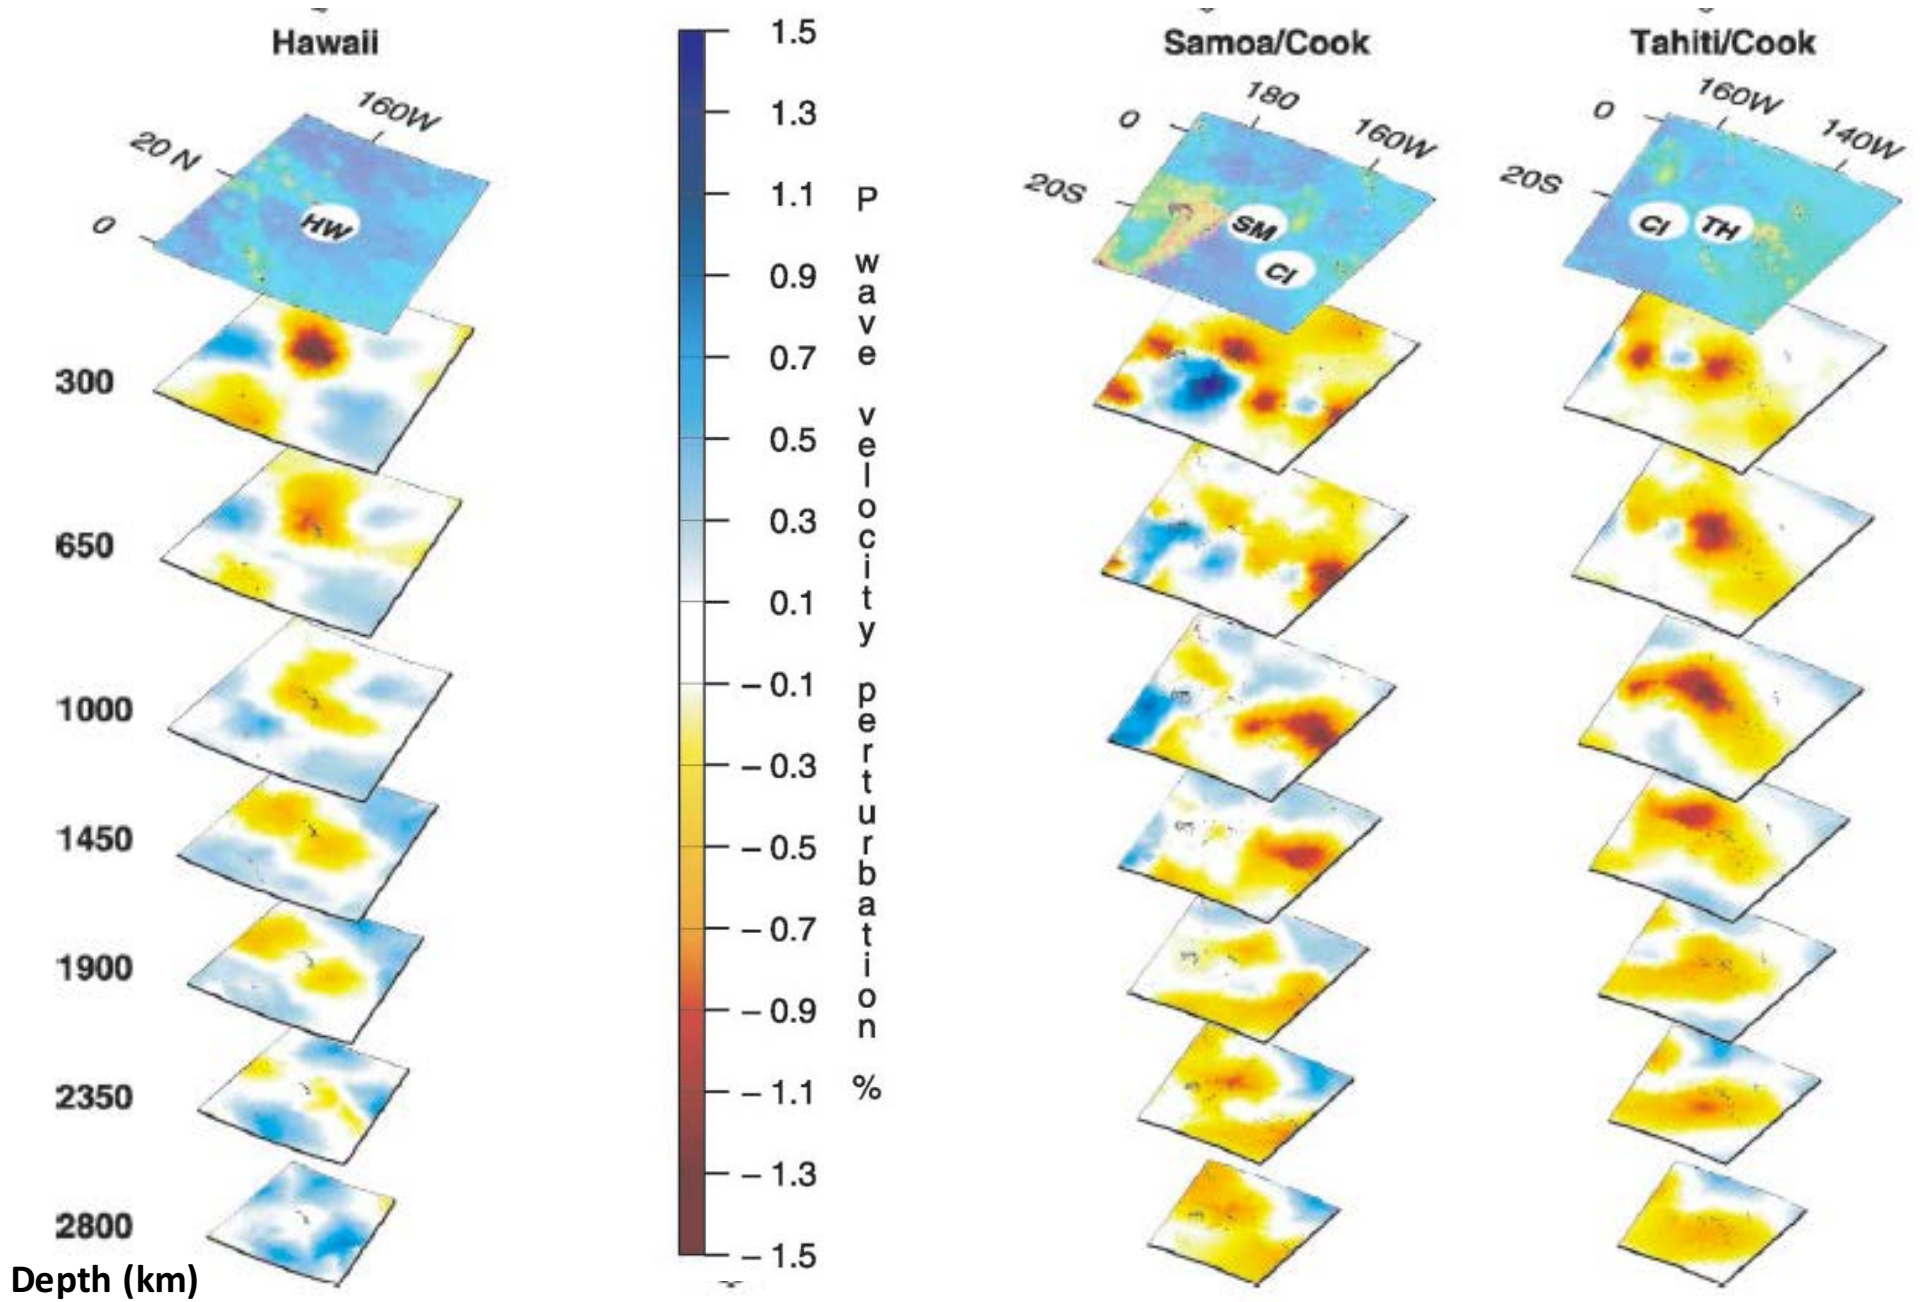 Hawaii
160W
20 N
0
HW
300
650
1000
1450
1900
2350
2800
Depth (km)
1.5
1.3
1.1
0.9
0.7
0.5
0.3
0.1
– 0.1
– 0.3
– 0.5
– 0.7
– 0.9
– 1.1
– 1.3
– 1.5
P wave velocity perturbation %
Samoa/Cook
180
160W
0
20S
SM
CI
Tahiti/Cook
160W
140W
0
20S
CI
TH